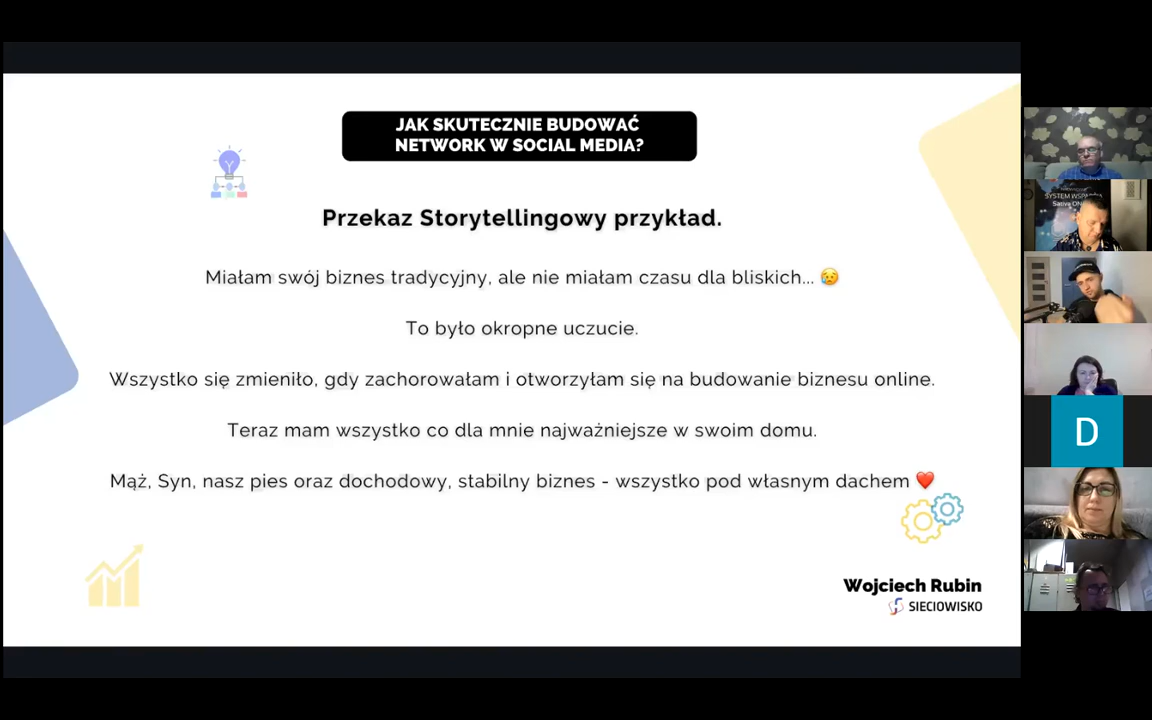 JAK SKUTECZNIE BUDOWAĆ
NETWORK W SOCIAL MEDIA?
Przekaz Storytellingowy przykład.
Miałam swój biznes tradycyjny, ale nie miałam czasu dla bliskich... 😥
To było okropne uczucie.
Wszystko się zmieniło, gdy zachorowałam i otworzyłam się na budowanie biznesu online.
Teraz mam wszystko co dla mnie najważniejsze w swoim domu.
Mąż, Syn, nasz pies oraz dochodowy, stabilny biznes - wszystko pod własnym dachem ❤️
Wojciech Rubin
SIECIOWISKO
SYSTEM WSPARCIA
D